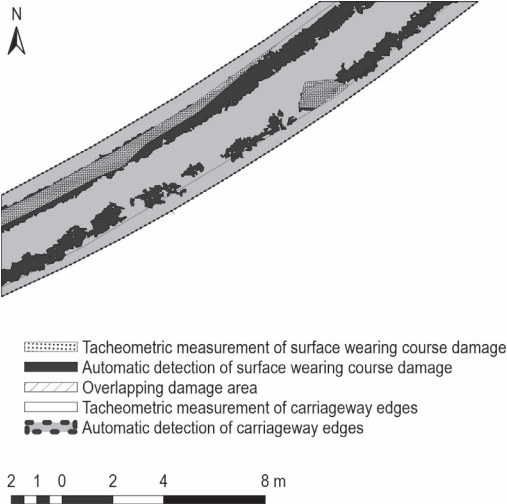 N
Tacheometric measurement of surface wearing course damage
Automatic detection of surface wearing course damage
Overlapping damage area
Tacheometric measurement of carriageway edges
Automatic detection of carriageway edges
2 1 0 2 4 8 m